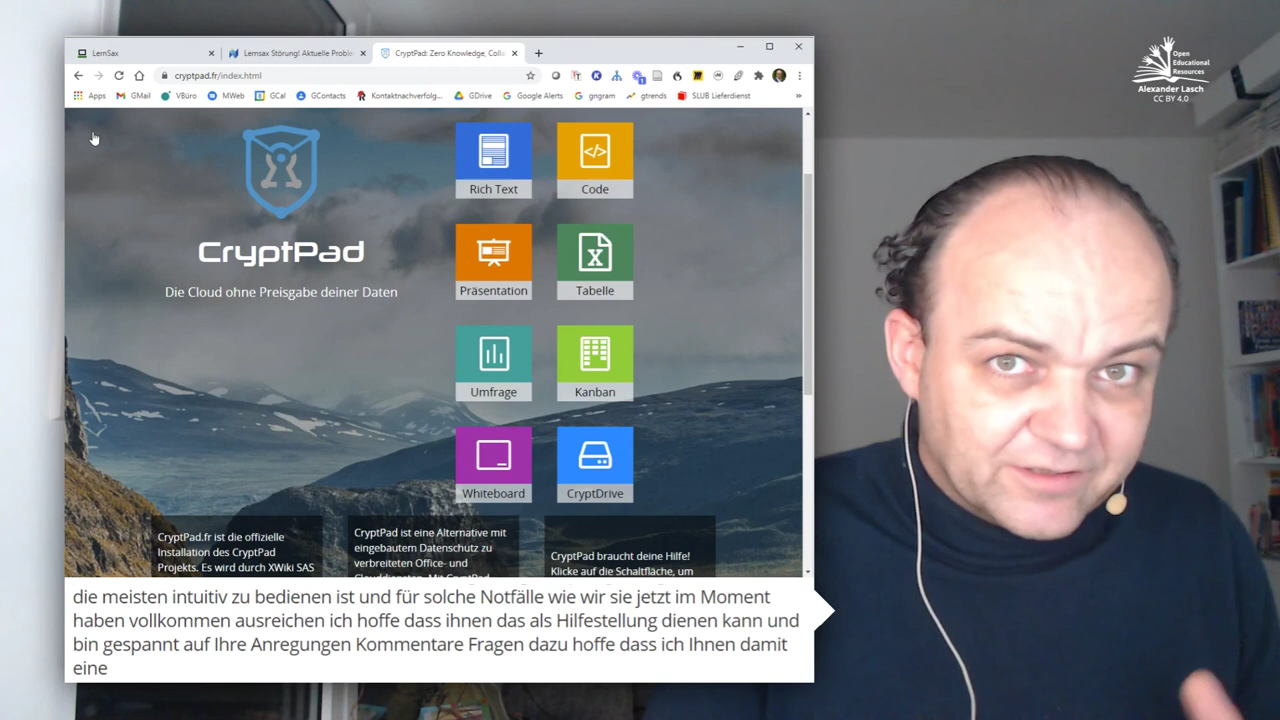 LernSax
Lernsax Störung! Aktuelle Proble
CryptPad: Zero Knowledge, Colla
cryptpad.fr/index.html
Apps
GMail
VBüro
MWeb
GCal
GContacts
Kontaktnachverfolg...
GDrive
Google Alerts
gngram
gtrends
SLUB Lieferdienst
»
Open
Educational
Resources
Alexander Lasch
CC BY 4.0
CryptPad
Die Cloud ohne Preisgabe deiner Daten
Rich Text
Code
Präsentation
Tabelle
Umfrage
Kanban
Whiteboard
CryptDrive
CryptPad.fr ist die offizielle
Installation des CryptPad
Projekts. Es wird durch XWiki SAS
CryptPad ist eine Alternative mit
eingebautem Datenschutz zu
verbreiteten Office- und
Clouddiensten. Mit CryptPad
CryptPad braucht deine Hilfe!
Klicke auf die Schaltfläche, um
die meisten intuitiv zu bedienen ist und für solche Notfälle wie wir sie jetzt im Moment
haben vollkommen ausreichen ich hoffe dass ihnen das als Hilfestellung dienen kann und
bin gespannt auf Ihre Anregungen Kommentare Fragen dazu hoffe dass ich Ihnen damit
eine